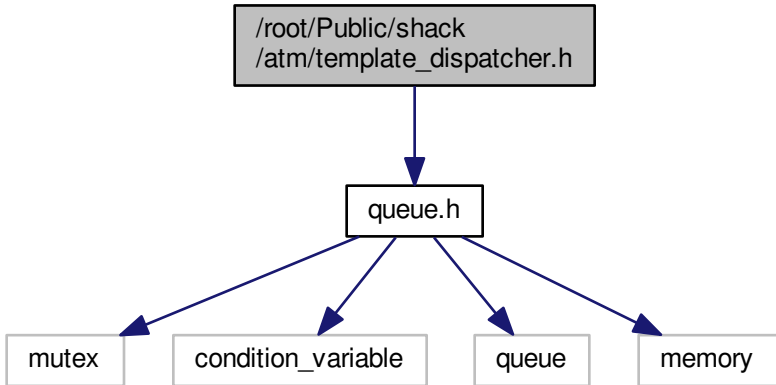 /root/Public/shack
/atm/template_dispatcher.h
queue.h
mutex
condition_variable
queue
memory